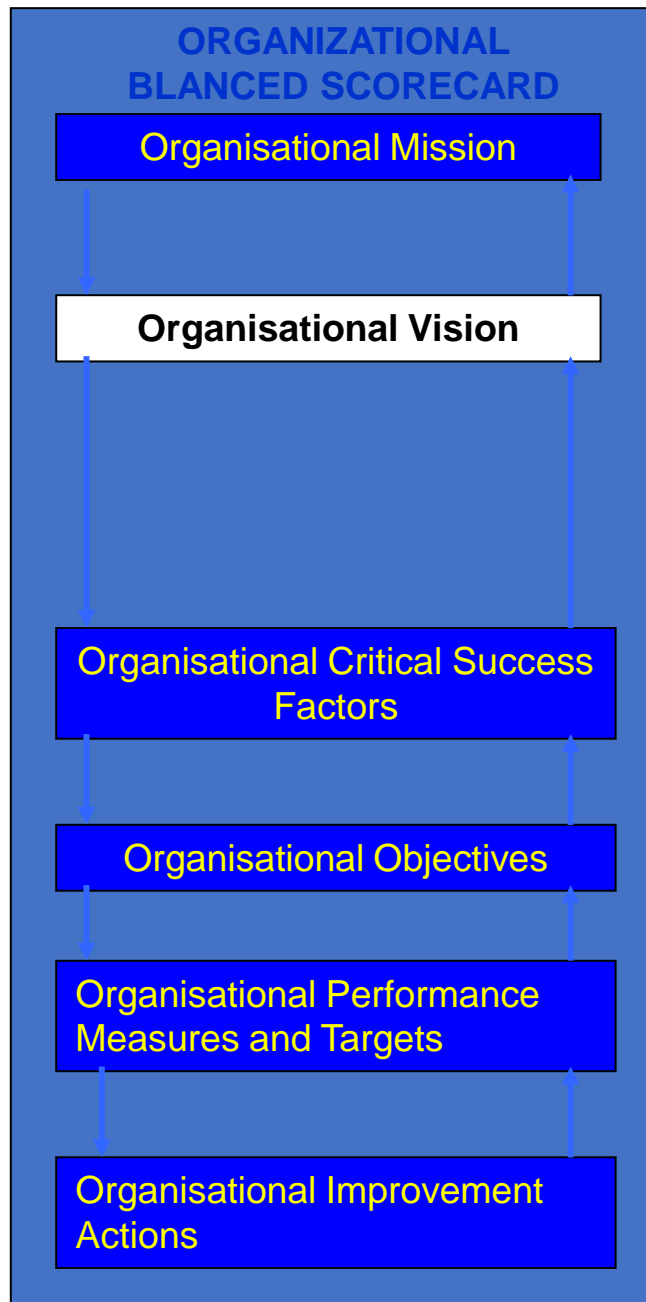 ORGANIZATIONAL
BLANCED SCORECARD
Organisational Mission
Organisational Vision
Organisational Critical Success
Factors
Organisational Objectives
Organisational Performance
Measures and Targets
Organisational Improvement
Actions